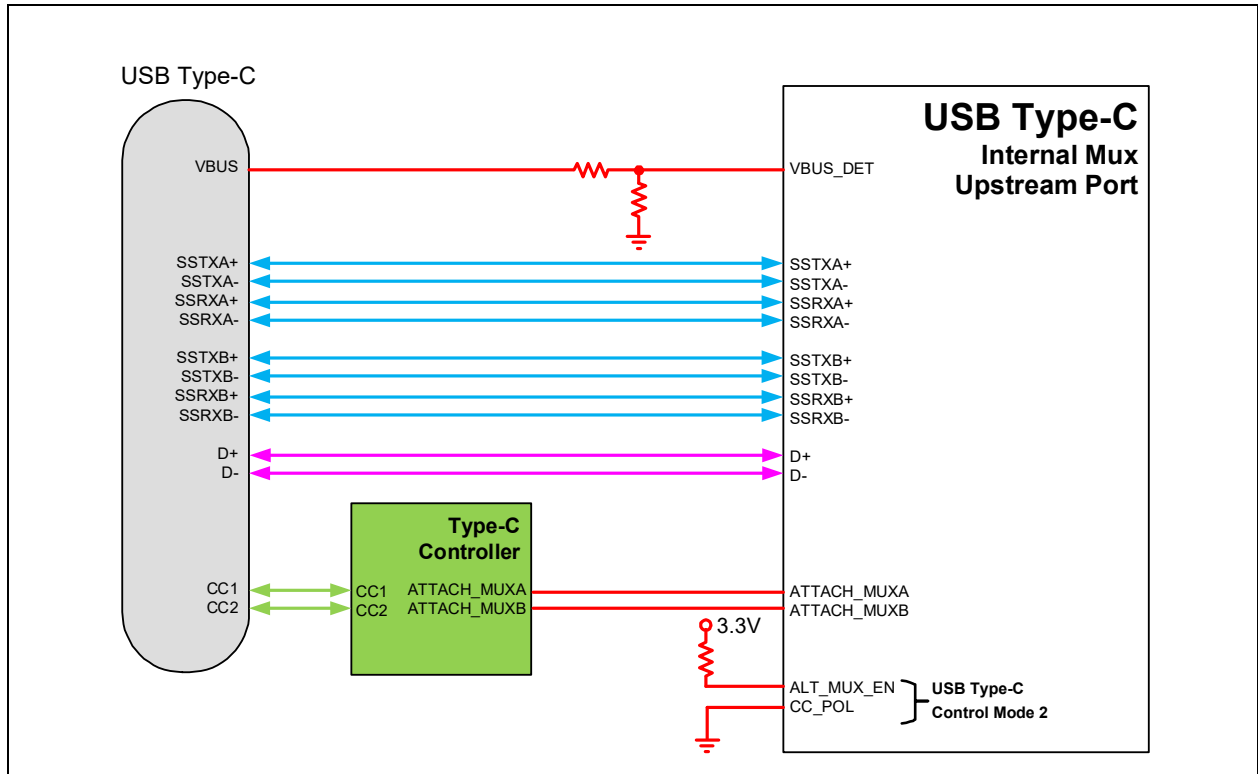 USB Type-C
USB Type-C
Internal Mux
Upstream Port
VBUS
VBUS_DET
SSTXA+
SSTXA-
SSRXA+
SSRXA-
SSTXA+
SSTXA-
SSRXA+
SSRXA-
SSTXB+
SSTXB-
SSRXB+
SSRXB-
SSTXB+
SSTXB-
SSRXB+
SSRXB-
D+
D-
D+
D-
Type-C
Controller
CC1
CC2
CC1
CC2
ATTACH_MUXA
ATTACH_MUXB
ATTACH_MUXA
ATTACH_MUXB
3.3V
ALT_MUX_EN
CC_POL
USB Type-C
Control Mode 2